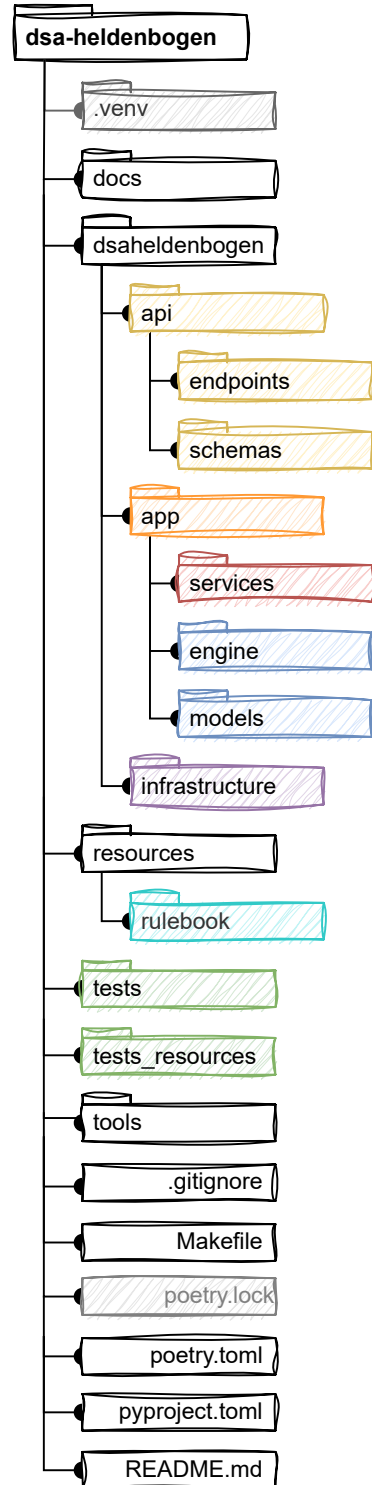 dsa-heldenbogen
.venv
docs
dsaheldenbogen
api
endpoints
schemas
app
services
engine
models
infrastructure
resources
rulebook
tests
tests_resources
tools
.gitignore
Makefile
poetry.lock
poetry.toml
pyproject.toml
README.md